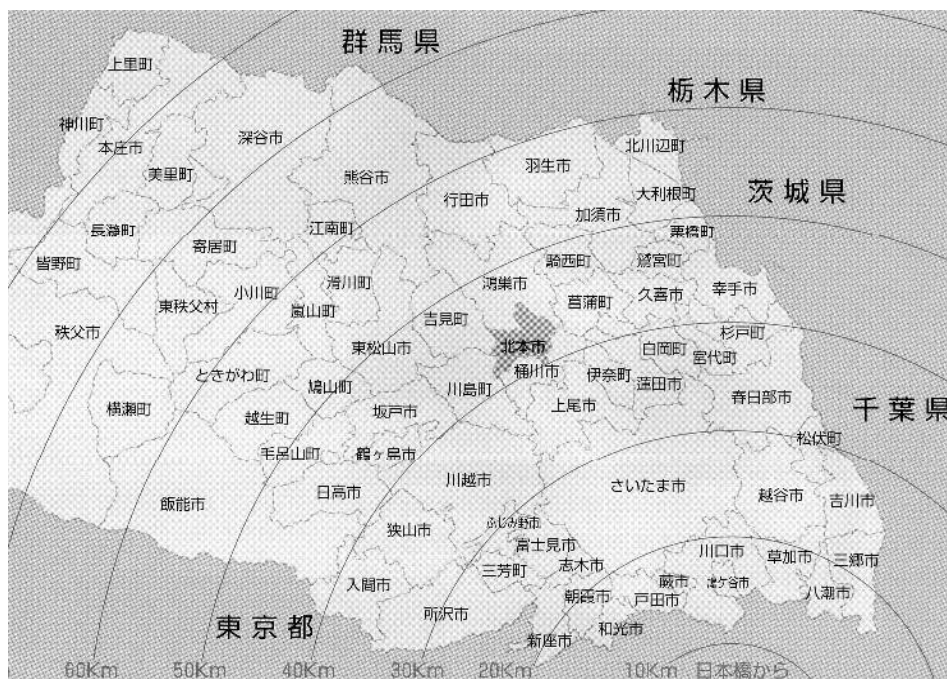 群馬県
上里町
栃木県
神川町
深谷市
本庄市
北川辺町
羽生市
美里町
熊谷市
茨城県
行田市
大利根町
加須市
長瀞町
江南町
栗橋町
寄居町
皆野町
騎西町
鷲宮町
鴻巣市
滑川町
幸手市
小川町
久喜市
東秩父村
菖蒲町
嵐山町
吉見町
秩父市
杉戸町
東松山市
北本市
白岡町
宮代町
桶川市
ときがわ町
伊奈町
蓮田市
鳩山町
川島町
春日部市
横瀬町
坂戸市
上尾市
千葉県
越生町
松伏町
毛呂山町
鶴ヶ島市
川越市
さいたま市
日高市
越谷市
吉川市
飯能市
ふじみ野市
狭山市
富士見市
川口市
草加市
三郷市
志木市
三芳町
入間市
蕨市
鳩ケ谷市
八潮市
朝霞市
戸田市
所沢市
東京都
和光市
新座市
60Km 50Km 40Km 30Km 20Km 10Km 日本橋から